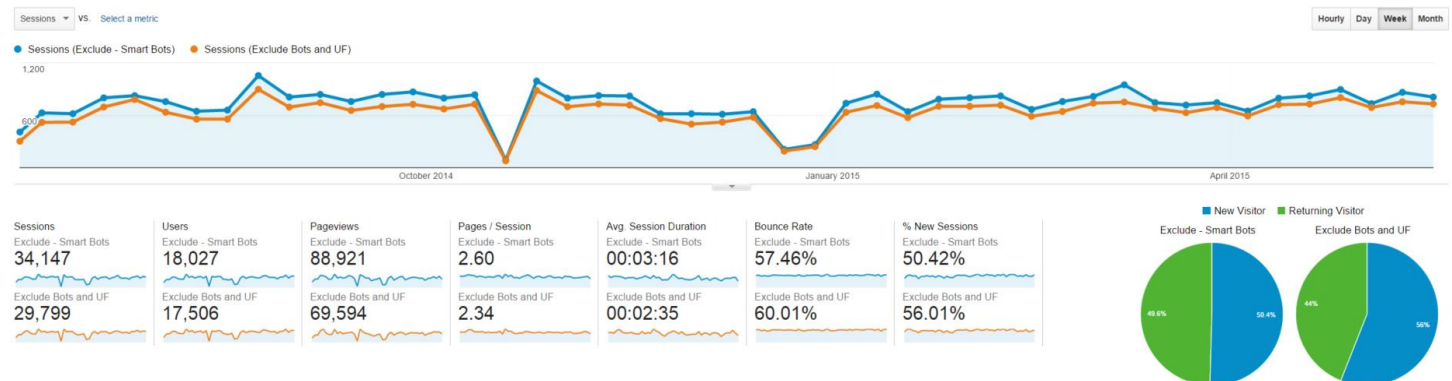 Sessions VS. Select a metric
Hourly Day Week Month
Sessions (Exclude - Smart Bots) Sessions (Exclude Bots and UF)
1,200
600
October 2014 January 2015 April 2015
New Visitor Returning Visitor
Sessions Users Pageviews Pages / Session Avg. Session Duration Bounce Rate % New Sessions
Exclude - Smart Bots Exclude - Smart Bots Exclude - Smart Bots Exclude - Smart Bots Exclude - Smart Bots Exclude - Smart Bots Exclude - Smart Bots
34,147 18,027 88,921 2.60 00:03:16 57.46% 50.42%
Exclude Bots and UF Exclude Bots and UF Exclude Bots and UF Exclude Bots and UF Exclude Bots and UF Exclude Bots and UF Exclude Bots and UF
29,799 17,506 69,594 2.34 00:02:35 60.01% 56.01%
Exclude - Smart Bots Exclude Bots and UF
49.6% 50.4% 44% 56%